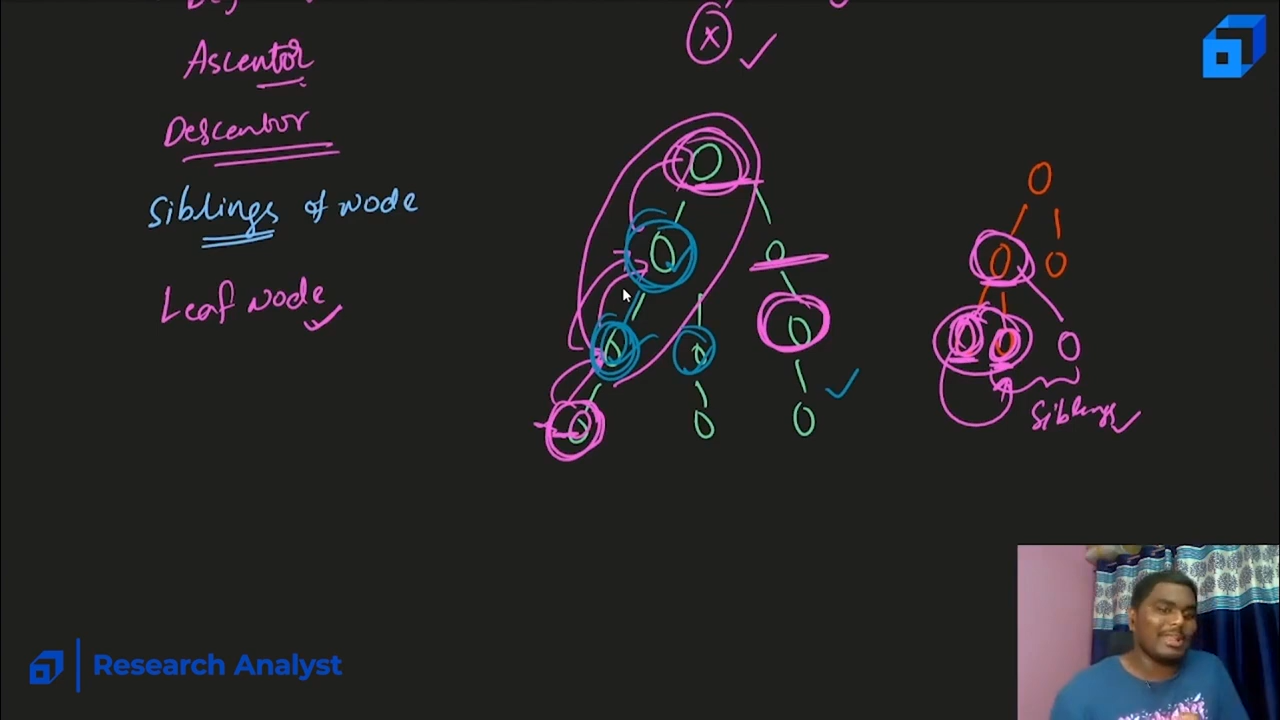 x
Ascentor
Descentor
Siblings of Node
Leaf Node
Siblings
Research Analyst